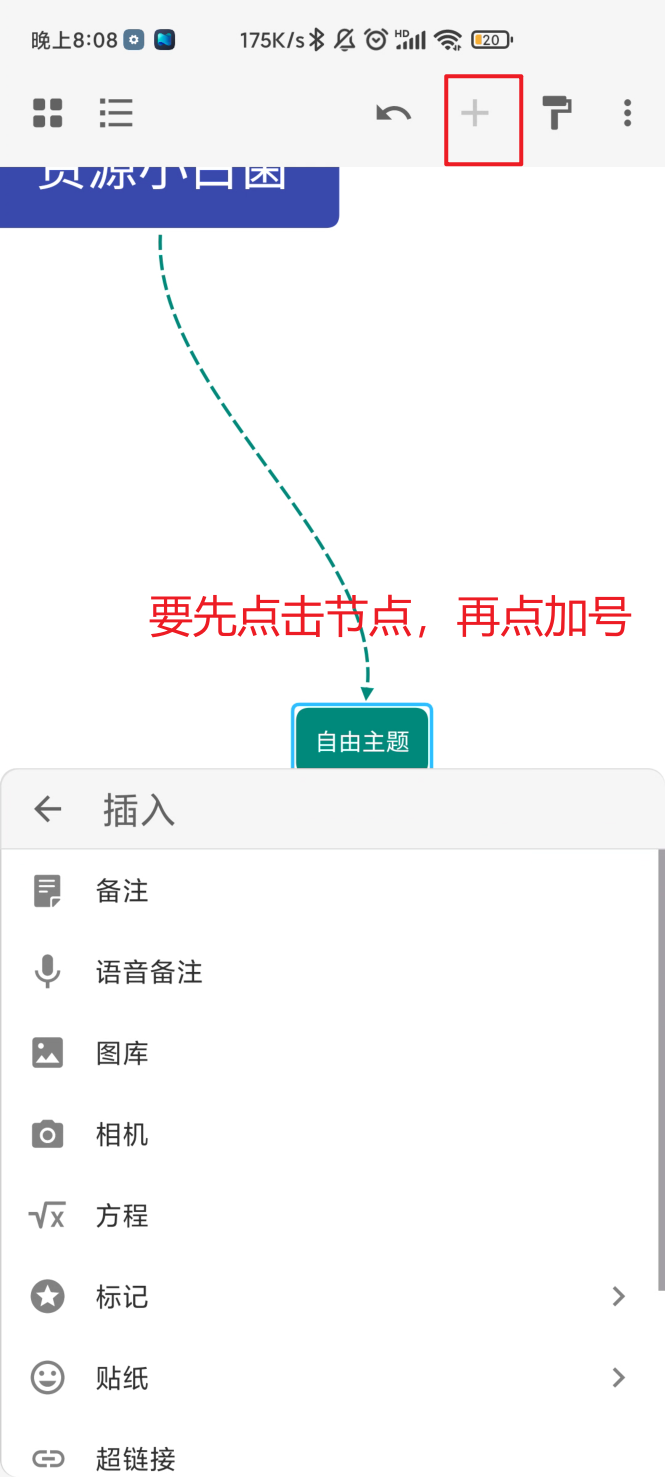 晚上8:08 175K/s HD 20
资源小白菌
要先点击节点，再点加号
自由主题
插入
备注
语音备注
图库
相机
√x 方程
标记
贴纸
超链接